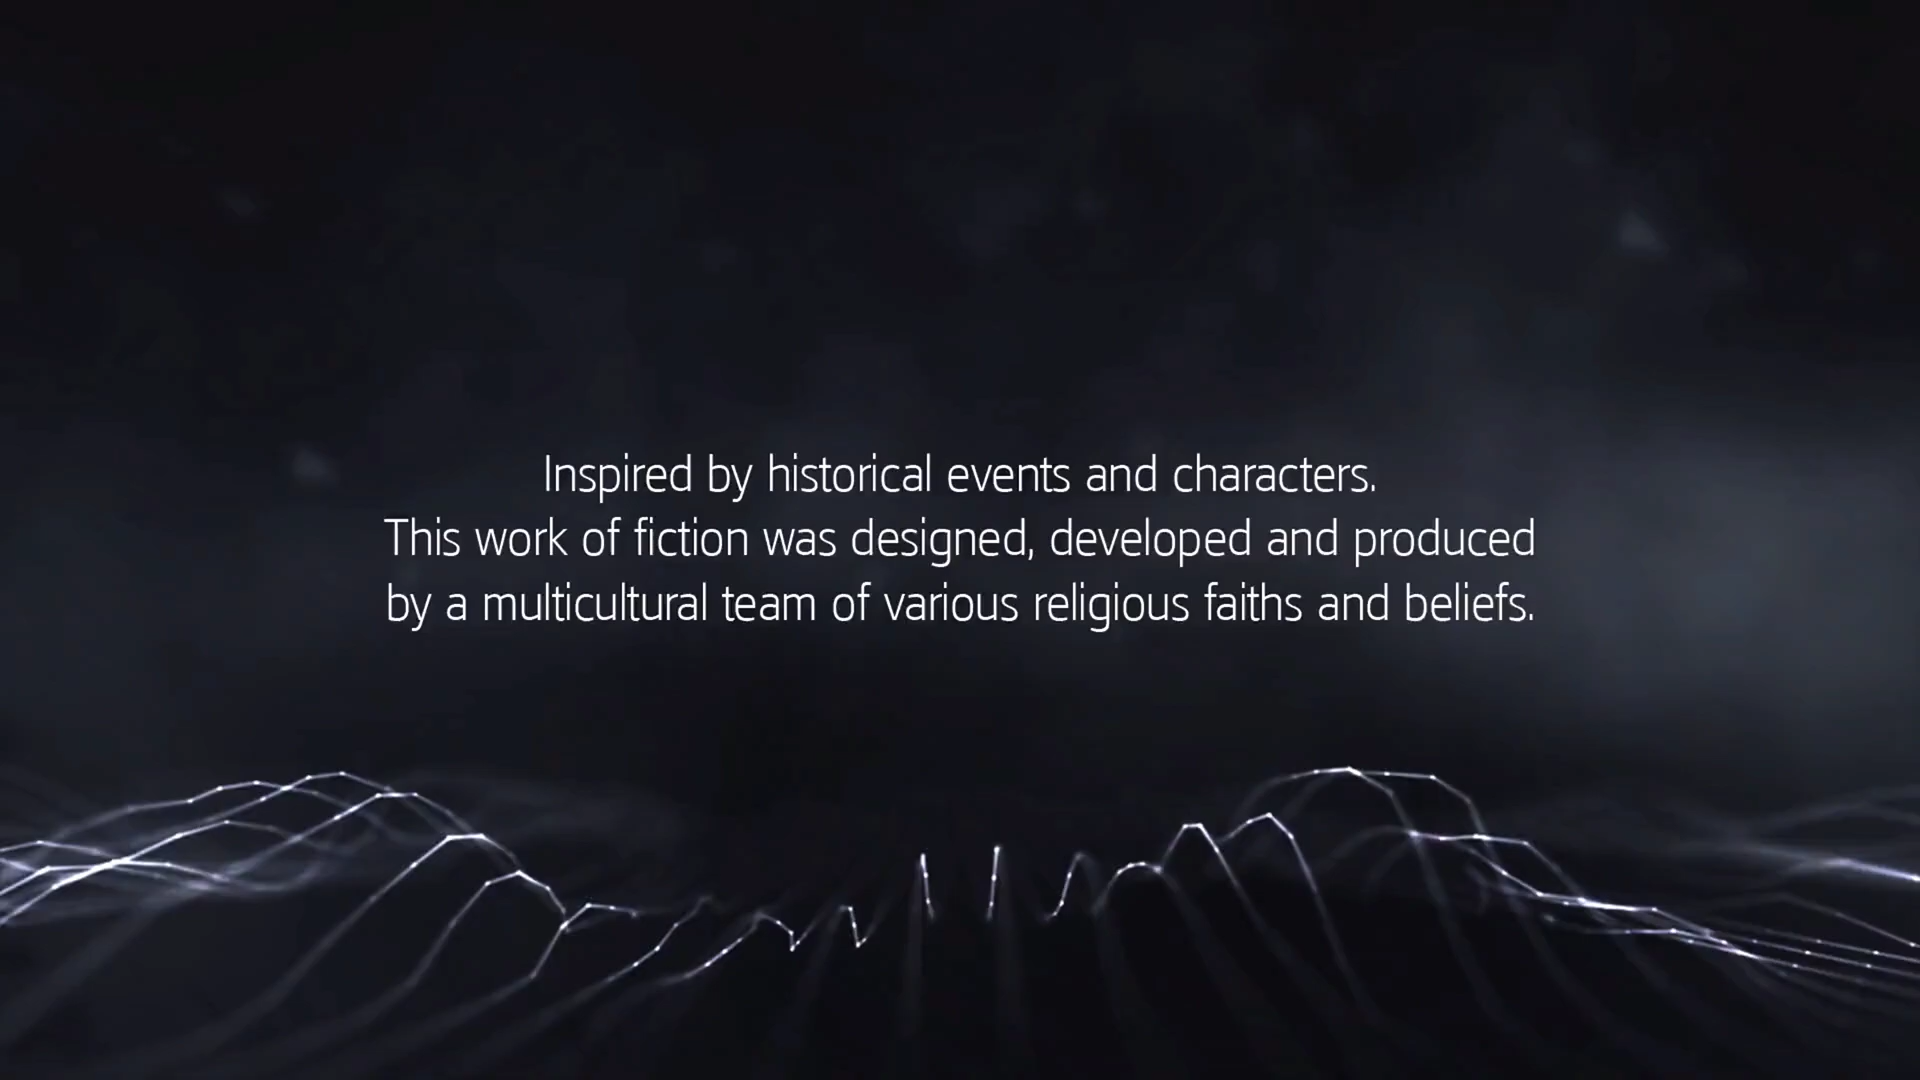 Inspired by historical events and characters.
This work of fiction was designed, developed and produced
by a multicultural team of various religious faiths and beliefs.